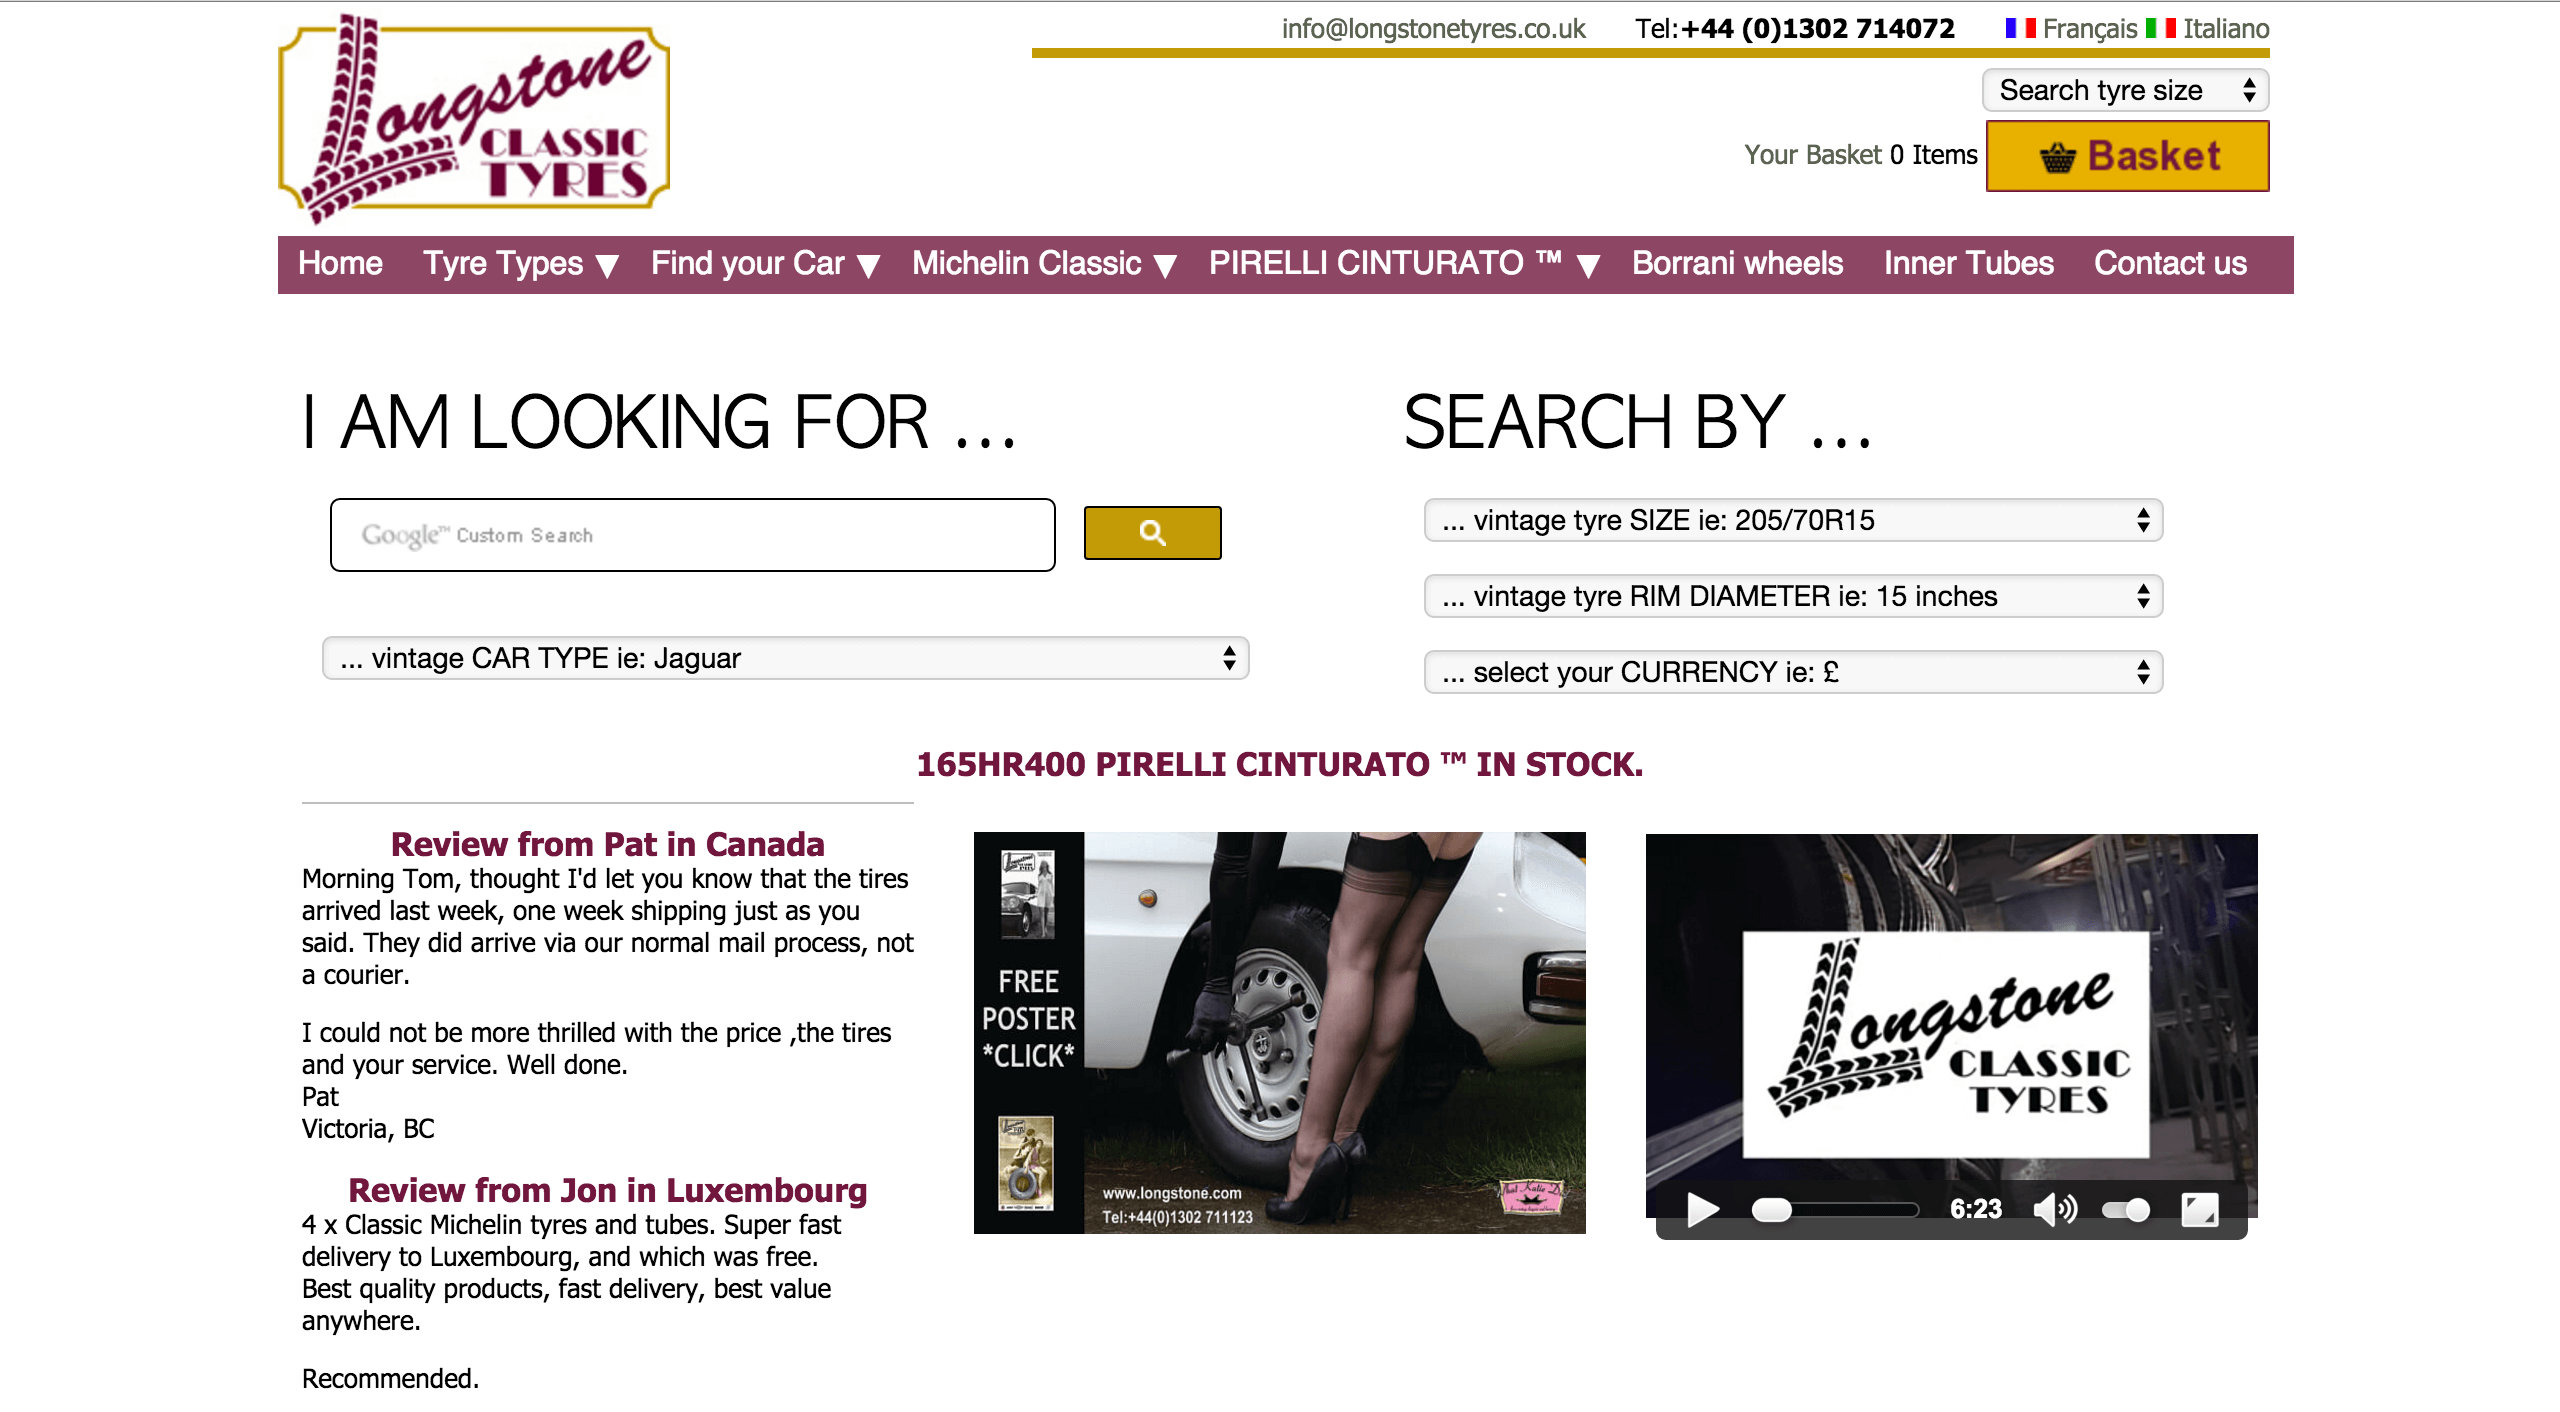 Longstone
CLASSIC
TYRES
info@longstonetyres.co.uk Tel:+44 (0)1302 714072 Français Italiano
Search tyre size
Your Basket 0 Items Basket
Home Tyre Types ▼ Find your Car ▼ Michelin Classic ▼ PIRELLI CINTURATO ™ ▼ Borrani wheels Inner Tubes Contact us
I AM LOOKING FOR ...
Google™ Custom Search
... vintage CAR TYPE ie: Jaguar
SEARCH BY ...
... vintage tyre SIZE ie: 205/70R15
... vintage tyre RIM DIAMETER ie: 15 inches
... select your CURRENCY ie: £
165HR400 PIRELLI CINTURATO ™ IN STOCK.
Review from Pat in Canada
Morning Tom, thought I'd let you know that the tires
arrived last week, one week shipping just as you
said. They did arrive via our normal mail process, not
a courier.
I could not be more thrilled with the price ,the tires
and your service. Well done.
Pat
Victoria, BC
Review from Jon in Luxembourg
4 x Classic Michelin tyres and tubes. Super fast
delivery to Luxembourg, and which was free.
Best quality products, fast delivery, best value
anywhere.
Recommended.
FREE
POSTER
*CLICK*
www.longstone.com
Tel:+44(0)1302 711123
Longstone
CLASSIC
TYRES
6:23